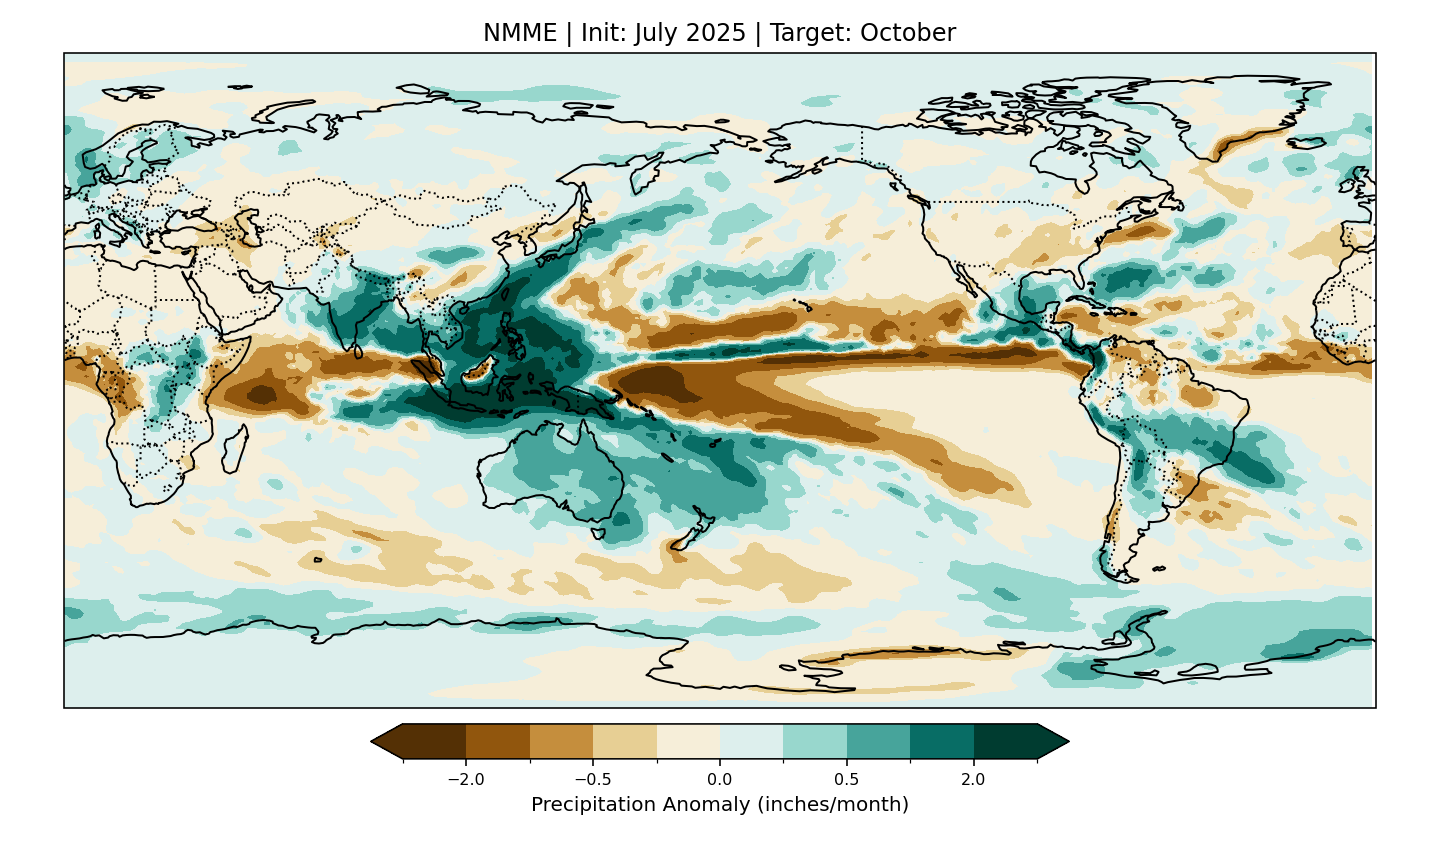 NMME | Init: July 2025 | Target: October
−2.0 −0.5 0.0 0.5 2.0
Precipitation Anomaly (inches/month)